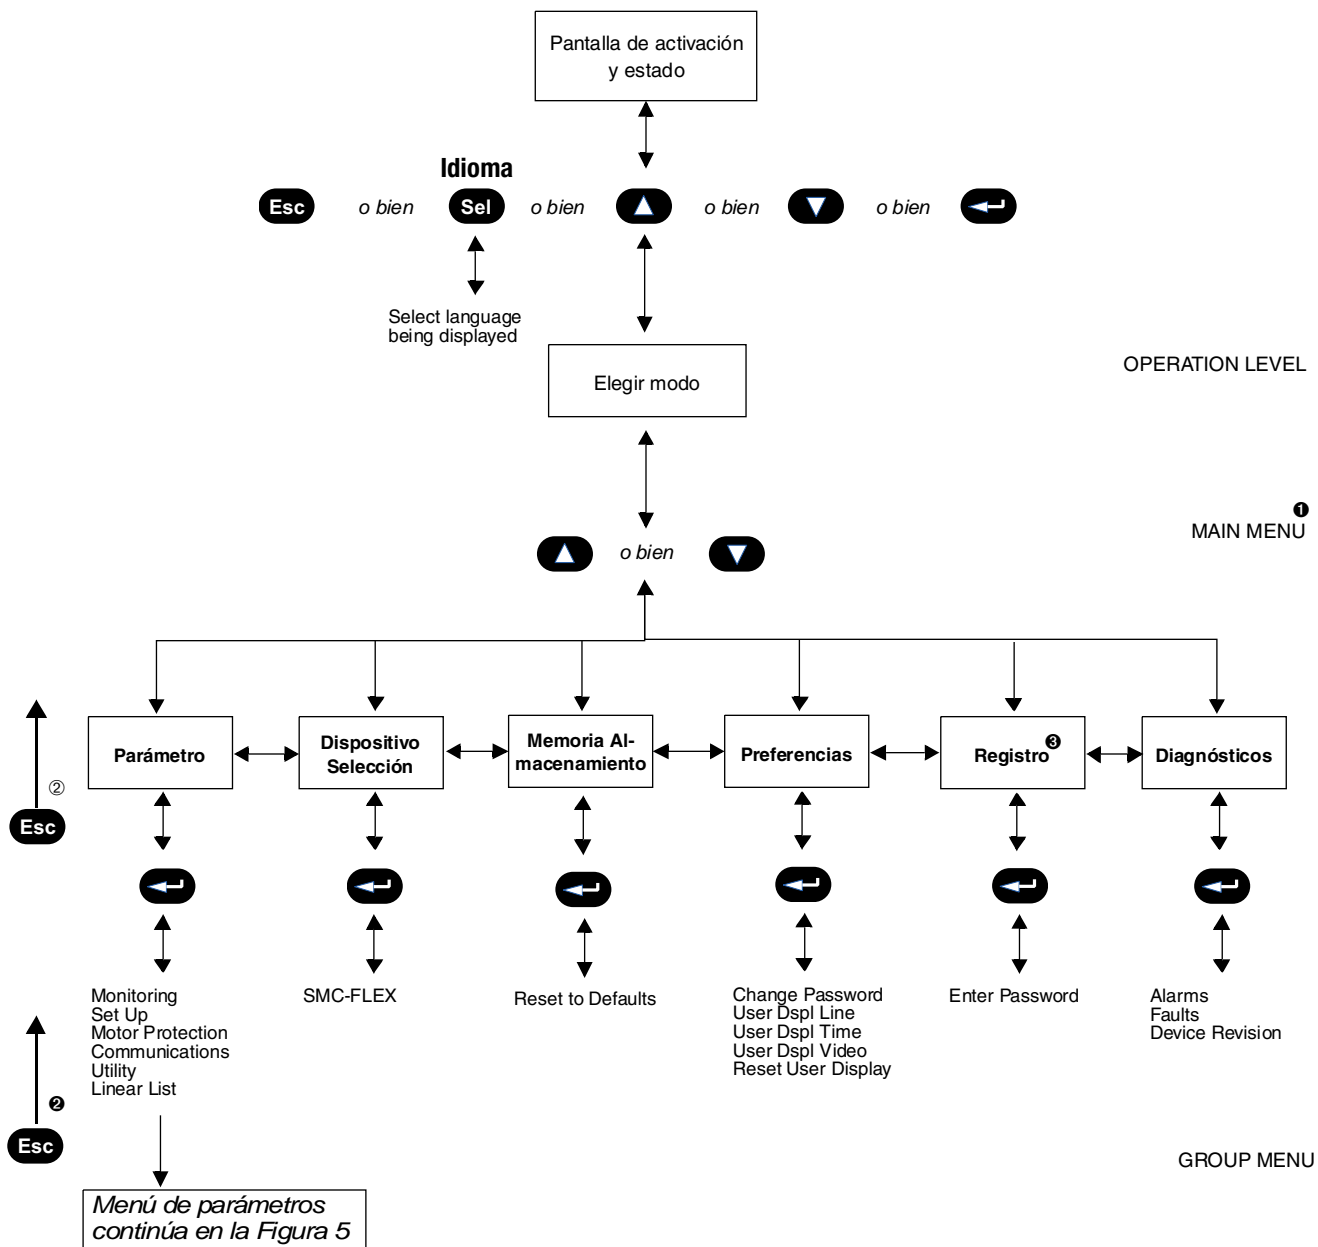 Pantalla de activación
y estado
Idioma
Esc o bien Sel o bien o bien o bien
Select language
being displayed
OPERATION LEVEL
Elegir modo
❶
MAIN MENU
o bien
Parámetro
Dispositivo
Selección
Memoria Al-
macenamiento
Preferencias
Registro❸
Diagnósticos
②
Esc
Monitoring
Set Up
Motor Protection
Communications
Utility
Linear List
SMC-FLEX
Reset to Defaults
Change Password
User Dspl Line
User Dspl Time
User Dspl Video
Reset User Display
Enter Password
Alarms
Faults
Device Revision
❷
Esc
GROUP MENU
Menú de parámetros
continúa en la Figura 5